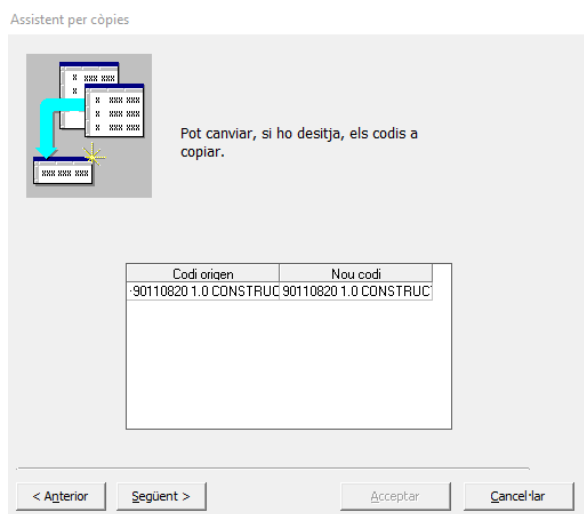 Assistent per còpies
Pot canviar, si ho desitja, els codis a
copiar.
Codi origen Nou codi
·90110820 1.0 CONSTRUC 90110820 1.0 CONSTRUC
< Anterior Següent > Acceptar Cancel·lar